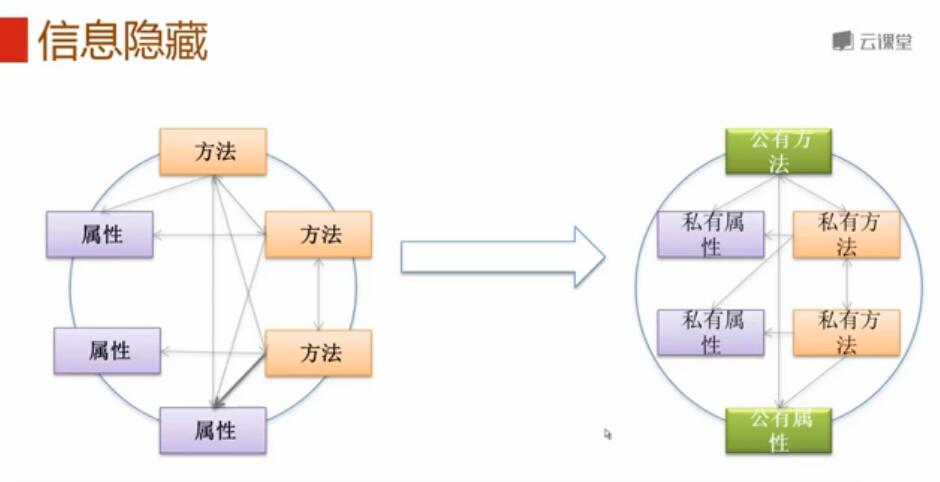 信息隐藏
云课堂
方法
属性
方法
属性
方法
属性
公有方
法
私有属
性
私有方
法
私有属
性
私有方
法
公有属
性